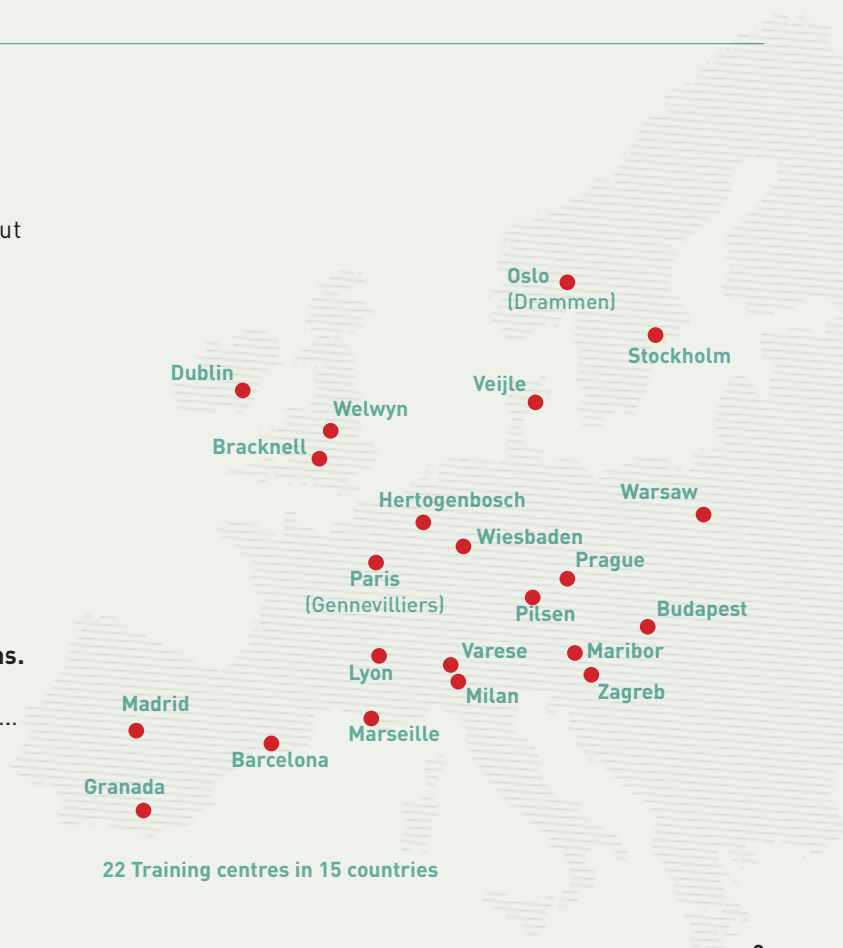 ut
Oslo
(Drammen)
Stockholm
Dublin
Veijle
Welwyn
Bracknell
Warsaw
Hertogenbosch
Wiesbaden
Prague
Paris
(Gennevilliers)
Pilsen
Budapest
Varese
Maribor
ns.
Lyon
Milan
Zagreb
Madrid
...
Marseille
Barcelona
Granada
22 Training centres in 15 countries